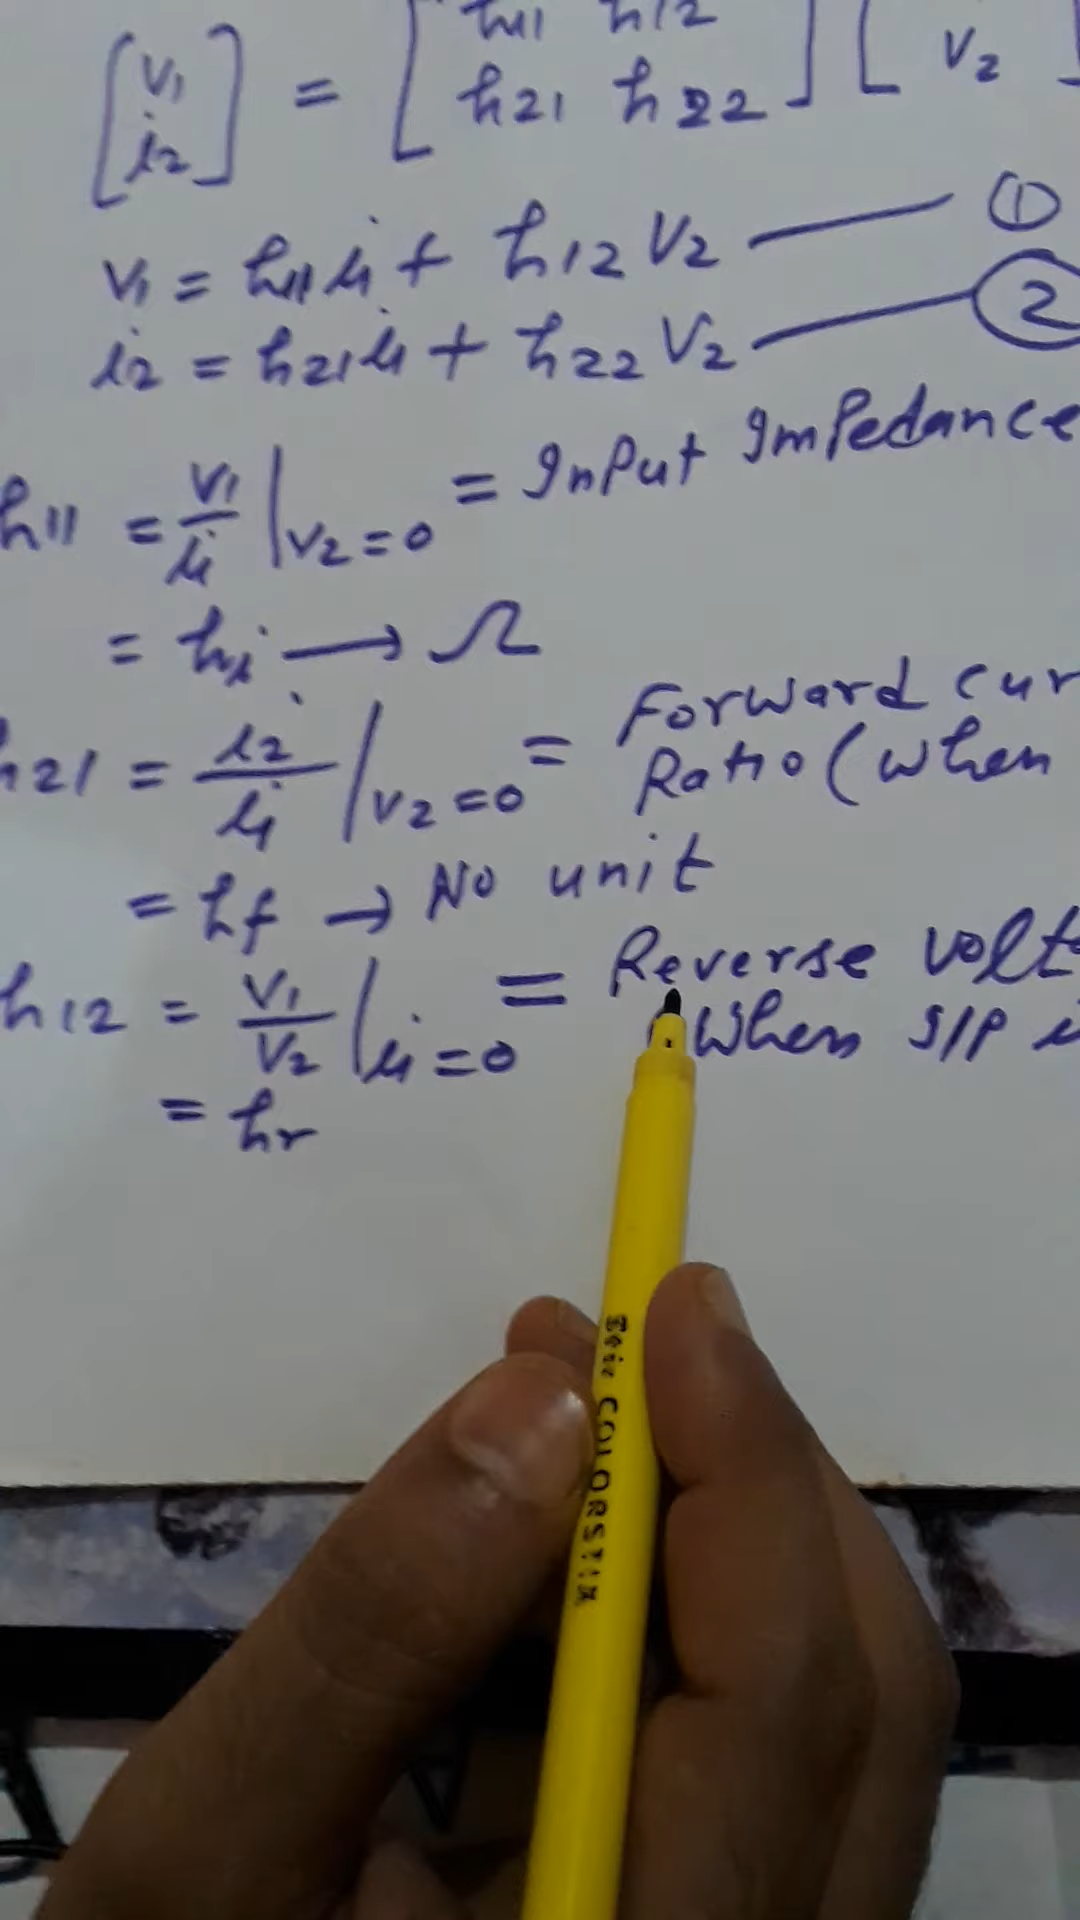 [v1 i2] = [h11 h12 h21 h22] [ v2
v1 = h11 i1 + h12 V2 — ①
i2 = h21 i1 + h22 V2 — ②
h11 = v1/i1 |v2=0 = Input Impedance
= hi → Ω
h21 = i2/i1 |v2=0 = Forward cur
Ratio (when
= hf → No unit
h12 = V1/V2 |i1=0 = Reverse volt
when I/P i
= hr
COLORSTIX